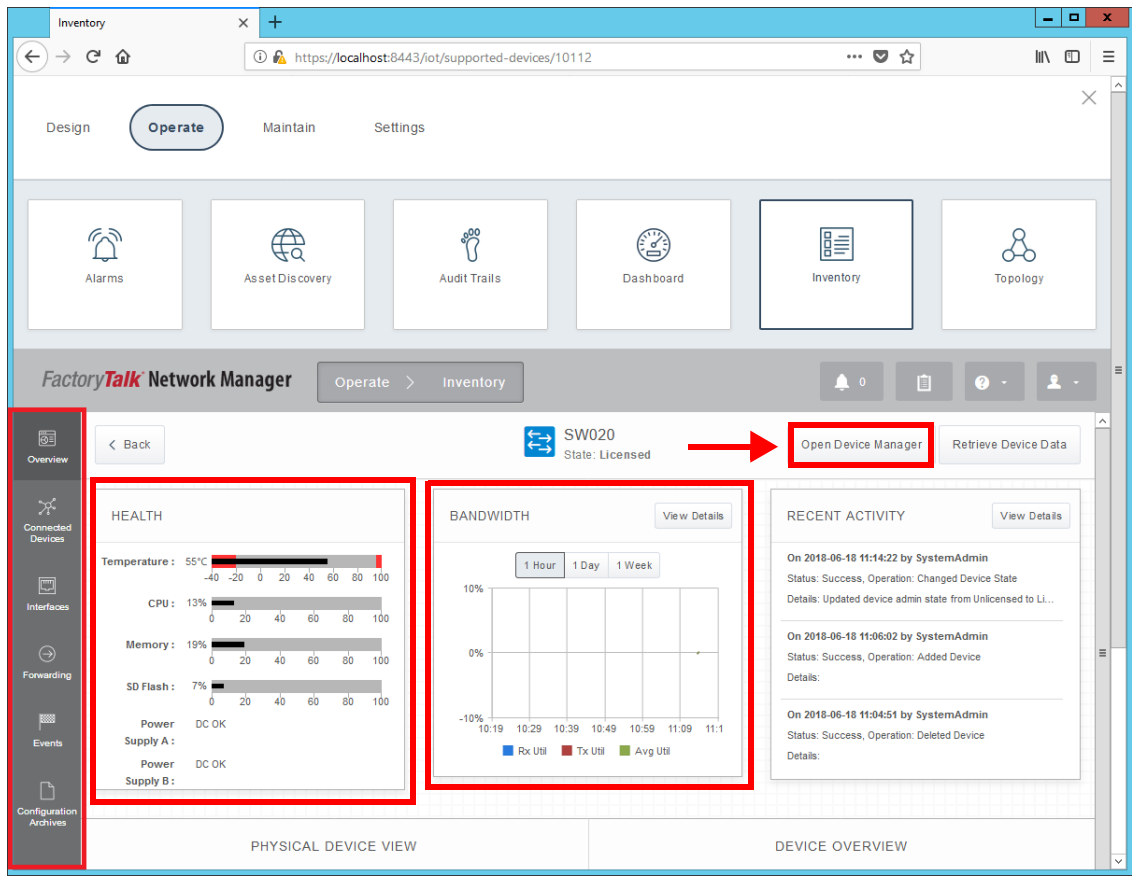 Inventory
https://localhost:8443/iot/supported-devices/10112
Design
Operate
Maintain
Settings
Alarms
Asset Discovery
Audit Trails
Dashboard
Inventory
Topology
FactoryTalk Network Manager
Operate > Inventory
0
?
Overview
Connected
Devices
Interfaces
Forwarding
Events
Configuration
Archives
< Back
SW020
State: Licensed
Open Device Manager
Retrieve Device Data
HEALTH
Temperature : 55°C
-40 -20 0 20 40 60 80 100
CPU : 13%
0 20 40 60 80 100
Memory : 19%
0 20 40 60 80 100
SD Flash : 7%
0 20 40 60 80 100
Power DC OK
Supply A :
Power DC OK
Supply B :
BANDWIDTH
View Details
1 Hour 1 Day 1 Week
10%
0%
-10%
10:19 10:29 10:39 10:49 10:59 11:09 11:1
Rx Util Tx Util Avg Util
RECENT ACTIVITY
View Details
On 2018-06-18 11:14:22 by SystemAdmin
Status: Success, Operation: Changed Device State
Details: Updated device admin state from Unlicensed to Li...
On 2018-06-18 11:06:02 by SystemAdmin
Status: Success, Operation: Added Device
Details:
On 2018-06-18 11:04:51 by SystemAdmin
Status: Success, Operation: Deleted Device
Details:
PHYSICAL DEVICE VIEW
DEVICE OVERVIEW